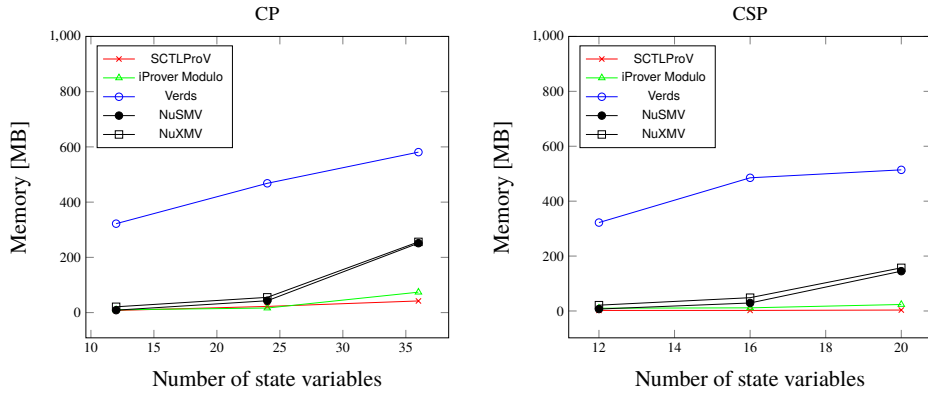 CP
1,000
800
600
400
200
0
10
15
20
25
30
35
Memory [MB]
Number of state variables
SCTLProV
iProver Modulo
Verds
NuSMV
NuXMV
CSP
1,000
800
600
400
200
0
12
14
16
18
20
Memory [MB]
Number of state variables
SCTLProV
iProver Modulo
Verds
NuSMV
NuXMV